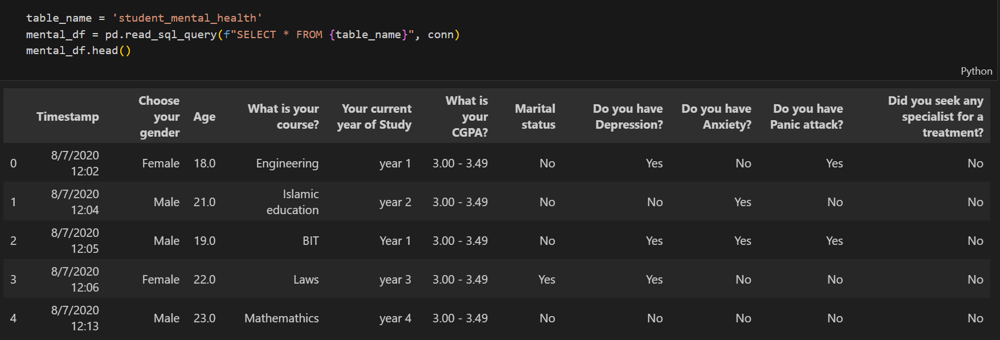 table_name = 'student_mental_health'
mental_df = pd.read_sql_query(f"SELECT * FROM {table_name}", conn)
mental_df.head()
Python
Timestamp Choose your gender Age What is your course? Your current year of Study What is your CGPA? Marital status Do you have Depression? Do you have Anxiety? Do you have Panic attack? Did you seek any specialist for a treatment?
0 8/7/2020 12:02 Female 18.0 Engineering year 1 3.00 - 3.49 No Yes No Yes No
1 8/7/2020 12:04 Male 21.0 Islamic education year 2 3.00 - 3.49 No No Yes No No
2 8/7/2020 12:05 Male 19.0 BIT Year 1 3.00 - 3.49 No Yes Yes Yes No
3 8/7/2020 12:06 Female 22.0 Laws year 3 3.00 - 3.49 Yes Yes No No No
4 8/7/2020 12:13 Male 23.0 Mathemathics year 4 3.00 - 3.49 No No No No No